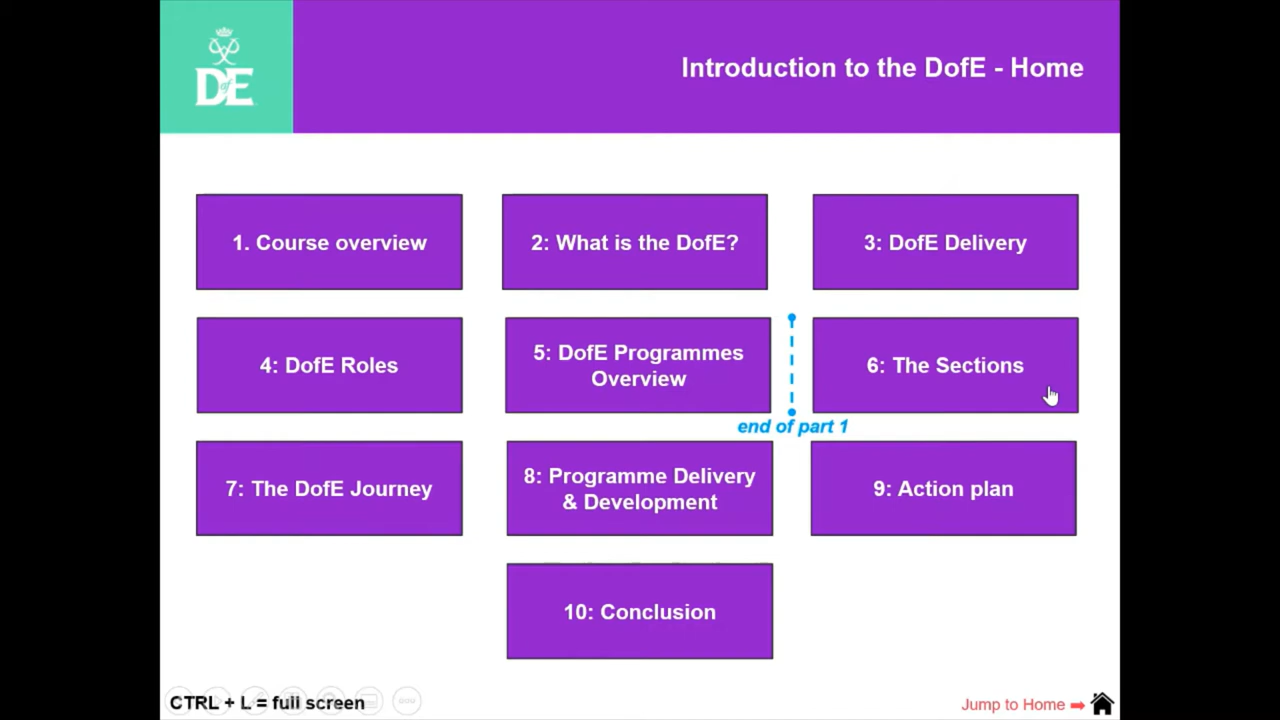 DofE
Introduction to the DofE - Home
1. Course overview
2: What is the DofE?
3: DofE Delivery
4: DofE Roles
5: DofE Programmes
Overview
6: The Sections
end of part 1
7: The DofE Journey
8: Programme Delivery
& Development
9: Action plan
10: Conclusion
CTRL + L = full screen
Jump to Home